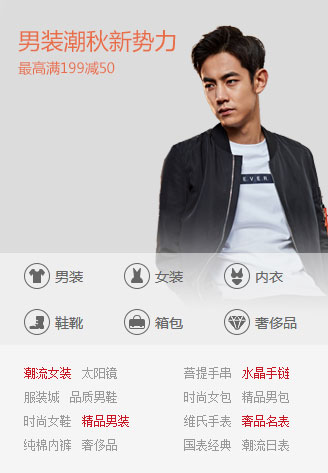 男装潮秋新势力
最高满199减50
EVER.
男装 女装 内衣
鞋靴 箱包 奢侈品
潮流女装 太阳镜 菩提手串 水晶手链
服装城 品质男鞋 时尚女包 精品男包
时尚女鞋 精品男装 维氏手表 奢品名表
纯棉内裤 奢侈品 国表经典 潮流日表